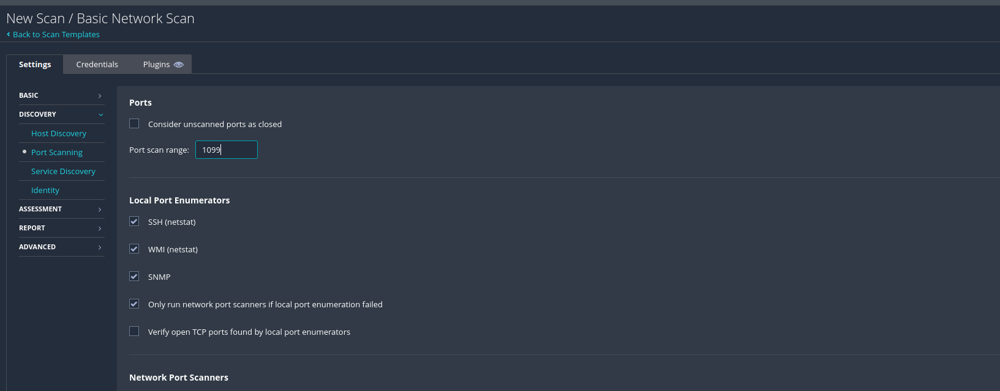 New Scan / Basic Network Scan
Back to Scan Templates
Settings Credentials Plugins
BASIC
DISCOVERY
Host Discovery
Port Scanning
Service Discovery
Identity
ASSESSMENT
REPORT
ADVANCED
Ports
Consider unscanned ports as closed
Port scan range: 1099
Local Port Enumerators
SSH (netstat)
WMI (netstat)
SNMP
Only run network port scanners if local port enumeration failed
Verify open TCP ports found by local port enumerators
Network Port Scanners